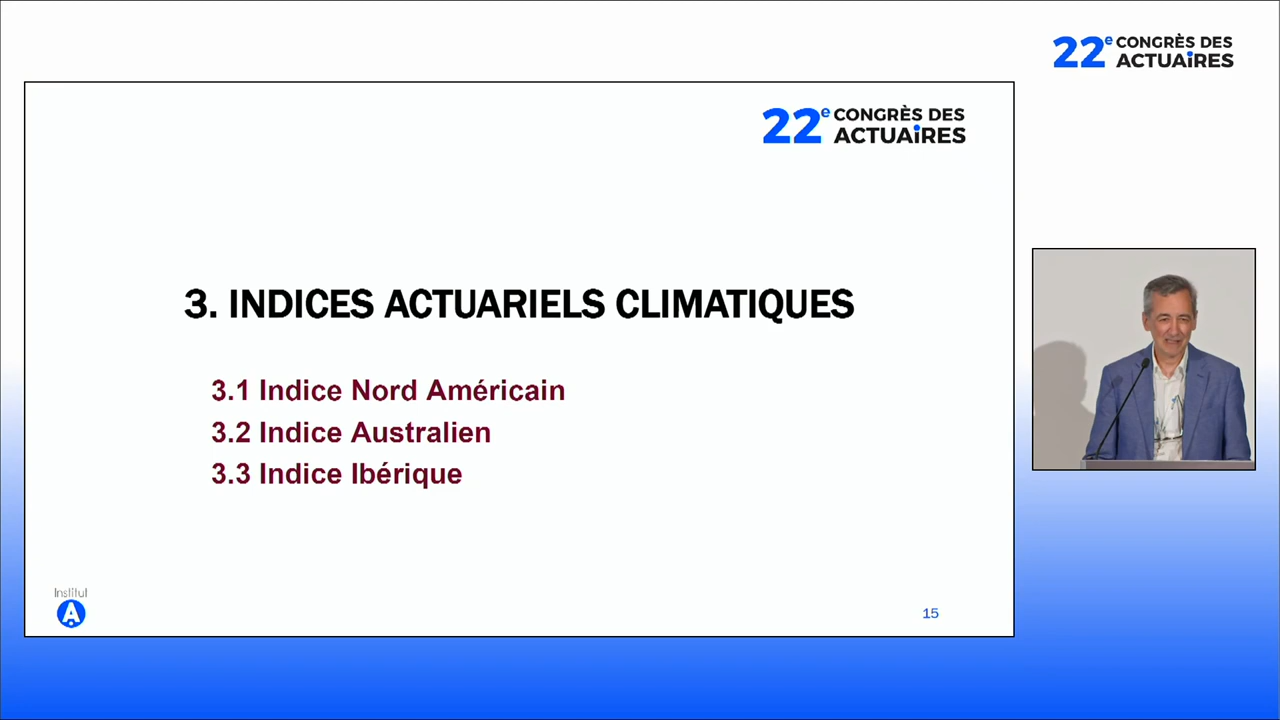 22e CONGRÈS DES
ACTUAiRES
22e CONGRÈS DES
ACTUAiRES
3. INDICES ACTUARIELS CLIMATIQUES
3.1 Indice Nord Américain
3.2 Indice Australien
3.3 Indice Ibérique
Institut
A
15